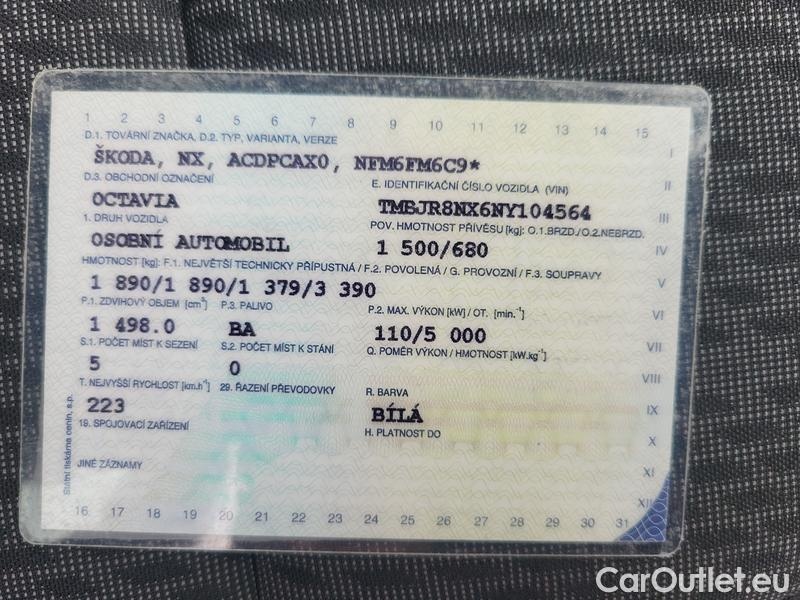 1 2 3 4 5 6 7 8 9 10 11 12 13 14 15
D.1. TOVÁRNÍ ZNAČKA, D.2. TYP, VARIANTA, VERZE
I
ŠKODA, NX, ACDPCAX0, NFM6FM6C9*
D.3. OBCHODNÍ OZNAČENÍ
E. IDENTIFIKAČNÍ ČÍSLO VOZIDLA (VIN)
II
OCTAVIA
TMBJR8NX6NY104564
III
1. DRUH VOZIDLA
POV. HMOTNOST PŘÍVĚSU [kg]: O.1.BRZD./O.2.NEBRZD.
OSOBNÍ AUTOMOBIL
1 500/680
IV
HMOTNOST [kg]: F.1. NEJVĚTŠÍ TECHNICKY PŘÍPUSTNÁ / F.2. POVOLENÁ / G. PROVOZNÍ / F.3. SOUPRAVY
1 890/1 890/1 379/3 390
V
P.1. ZDVIHOVÝ OBJEM [cm³]
P.3. PALIVO
P.2. MAX. VÝKON [kW] / OT. [min.⁻¹]
VI
1 498.0
BA
110/5 000
S.1. POČET MÍST K SEZENÍ
S.2. POČET MÍST K STÁNÍ
Q. POMĚR VÝKON / HMOTNOST [kW.kg⁻¹]
VII
5
0
VIII
T. NEJVYŠŠÍ RYCHLOST [km.h⁻¹]
29. ŘAZENÍ PŘEVODOVKY
R. BARVA
223
BÍLÁ
IX
19. SPOJOVACÍ ZAŘÍZENÍ
H. PLATNOST DO
X
JINÉ ZÁZNAMY
XI
XII
Státní tiskárna cenin, s.p.
16 17 18 19 20 21 22 23 24 25 26 27 28 29 30 31
CarOutlet.eu